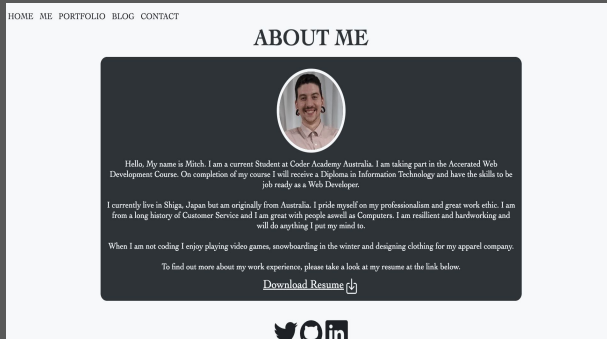 HOME ME PORTFOLIO BLOG CONTACT
ABOUT ME
Hello, My name is Mitch. I am a current Student at Coder Academy Australia. I am taking part in the Accerated Web
Development Course. On completion of my course I will receive a Diploma in Information Technology and have the skills to be
job ready as a Web Developer.
I currently live in Shiga, Japan but am originally from Australia. I pride myself on my professionalism and great work ethic. I am
from a long history of Customer Service and I am great with people aswell as Computers. I am resillient and hardworking and
will do anything I put my mind to.
When I am not coding I enjoy playing video games, snowboarding in the winter and designing clothing for my apparel company.
To find out more about my work experience, please take a look at my resume at the link below.
Download Resume
in